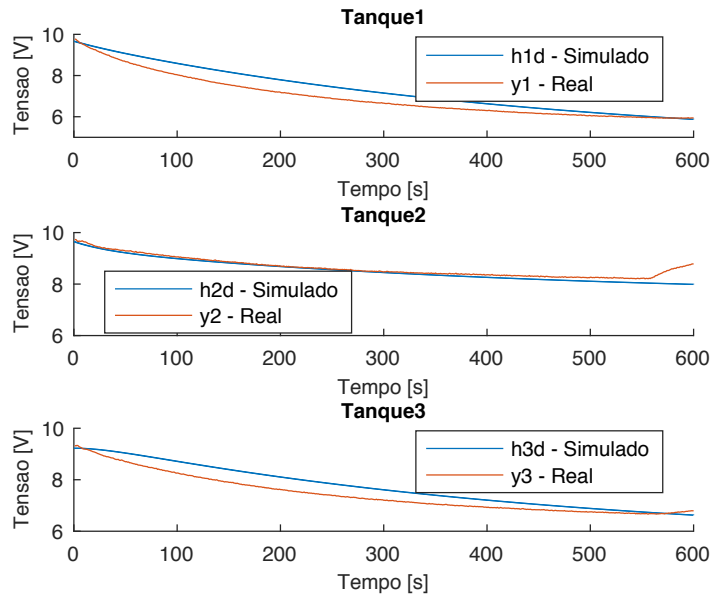 Tanque1
Tensao [V]
10
8
6
h1d - Simulado
y1 - Real
0 100 200 300 400 500 600
Tempo [s]
Tanque2
Tensao [V]
10
8
6
h2d - Simulado
y2 - Real
0 100 200 300 400 500 600
Tempo [s]
Tanque3
Tensao [V]
10
8
6
h3d - Simulado
y3 - Real
0 100 200 300 400 500 600
Tempo [s]